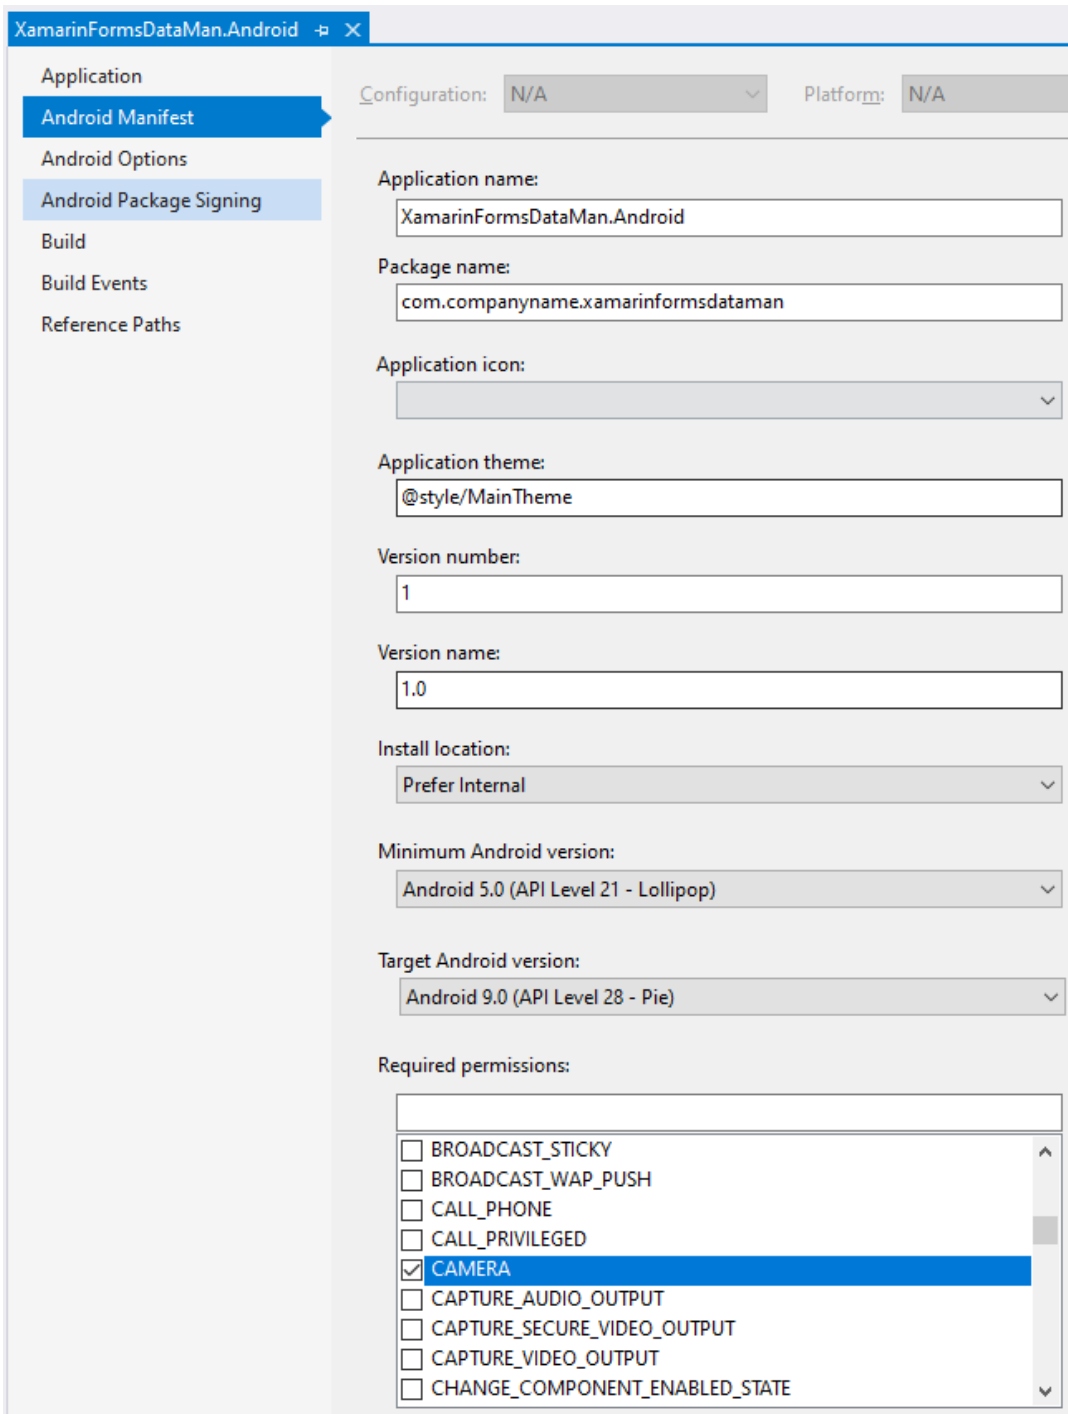 XamarinFormsDataMan.Android
Application
Android Manifest
Android Options
Android Package Signing
Build
Build Events
Reference Paths
Configuration: N/A Platform: N/A
Application name:
XamarinFormsDataMan.Android
Package name:
com.companyname.xamarinformsdataman
Application icon:
Application theme:
@style/MainTheme
Version number:
1
Version name:
1.0
Install location:
Prefer Internal
Minimum Android version:
Android 5.0 (API Level 21 - Lollipop)
Target Android version:
Android 9.0 (API Level 28 - Pie)
Required permissions:
BROADCAST_STICKY
BROADCAST_WAP_PUSH
CALL_PHONE
CALL_PRIVILEGED
CAMERA
CAPTURE_AUDIO_OUTPUT
CAPTURE_SECURE_VIDEO_OUTPUT
CAPTURE_VIDEO_OUTPUT
CHANGE_COMPONENT_ENABLED_STATE